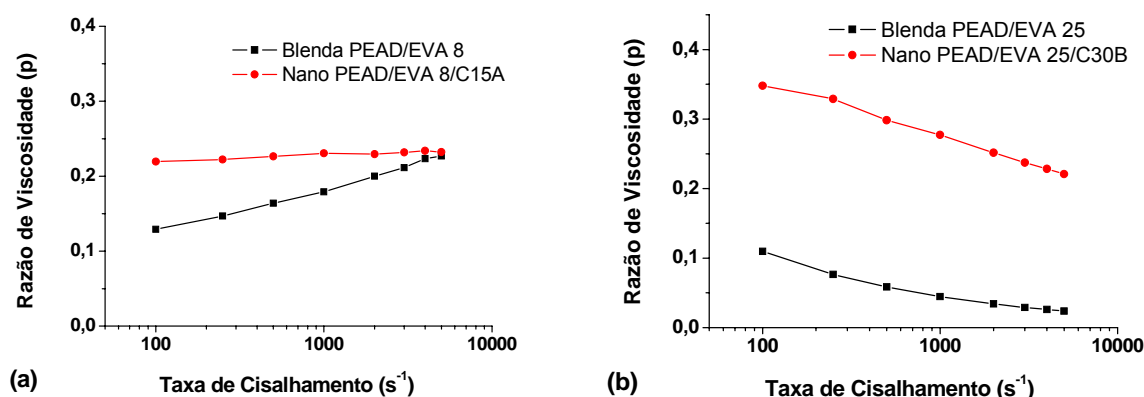 0,4
0,3
0,2
0,1
0,0
Razão de Viscosidade (p)
Blenda PEAD/EVA 8
Nano PEAD/EVA 8/C15A
100
1000
10000
Taxa de Cisalhamento (s⁻¹)
(a)
0,4
0,3
0,2
0,1
0,0
Razão de Viscosidade (p)
Blenda PEAD/EVA 25
Nano PEAD/EVA 25/C30B
100
1000
10000
Taxa de Cisalhamento (s⁻¹)
(b)